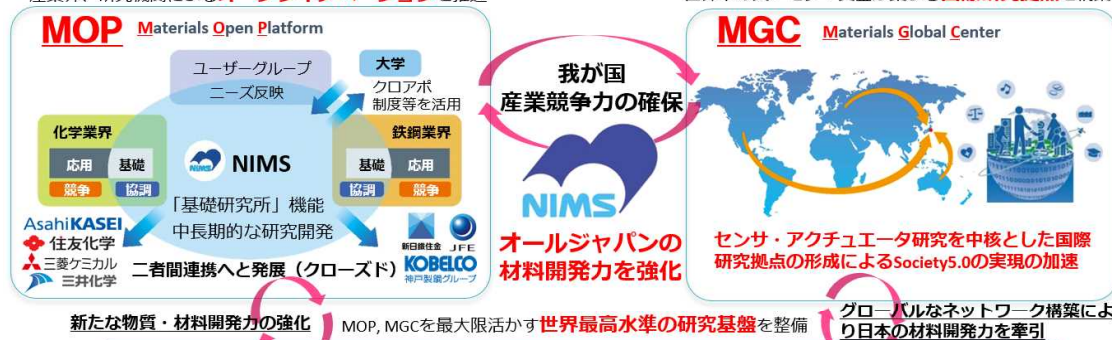 MOP Materials Open Platform
ユーザーグループ
ニーズ反映
大学
クロアポ
制度等を活用
化学業界
応用 基礎
競争 協調
NIMS NIMS
鉄鋼業界
基礎 応用
協調 競争
「基礎研究所」機能
中長期的な研究開発
AsahiKASEI
住友化学
三菱ケミカル
三井化学
新日鐵住金 JFE
KOBELCO
神戸製鋼グループ
二者間連携へと発展（クローズド）
我が国
産業競争力の確保
NIMS
オールジャパンの
材料開発力を強化
MGC Materials Global Center
センサ・アクチュエータ研究を中核とした国際
研究拠点の形成によるSociety5.0の実現の加速
新たな物質・材料開発力の強化
MOP, MGCを最大限活かす世界最高水準の研究基盤を整備
グローバルなネットワーク構築によ
り日本の材料開発力を牽引